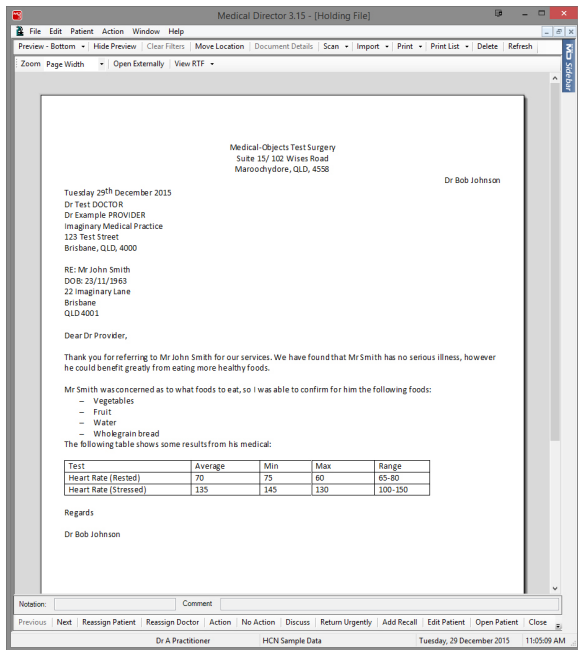 Medical Director 3.15 - [Holding File]
File Edit Patient Action Window Help
Preview - Bottom Hide Preview Clear Filters Move Location Document Details Scan Import Print Print List Delete Refresh
MD Sidebar
Zoom Page Width Open Externally View RTF
Medical-Objects Test Surgery
Suite 15/ 102 Wises Road
Maroochydore, QLD, 4558
Dr Bob Johnson
Tuesday 29th December 2015
Dr Test DOCTOR
Dr Example PROVIDER
Imaginary Medical Practice
123 Test Street
Brisbane, QLD, 4000
RE: Mr John Smith
DOB: 23/11/1963
22 Imaginary Lane
Brisbane
QLD 4001
Dear Dr Provider,
Thank you for referring to Mr John Smith for our services. We have found that Mr Smith has no serious illness, however
he could benefit greatly from eating more healthy foods.
Mr Smith was concerned as to what foods to eat, so I was able to confirm for him the following foods:
– Vegetables
– Fruit
– Water
– Wholegrain bread
The following table shows some results from his medical:
Test Average Min Max Range
Heart Rate (Rested) 70 75 60 65-80
Heart Rate (Stressed) 135 145 130 100-150
Regards
Dr Bob Johnson
Notation: Comment
Previous Next Reassign Patient Reassign Doctor Action No Action Discuss Return Urgently Add Recall Edit Patient Open Patient Close
Dr A Practitioner HCN Sample Data Tuesday, 29 December 2015 11:05:09 AM